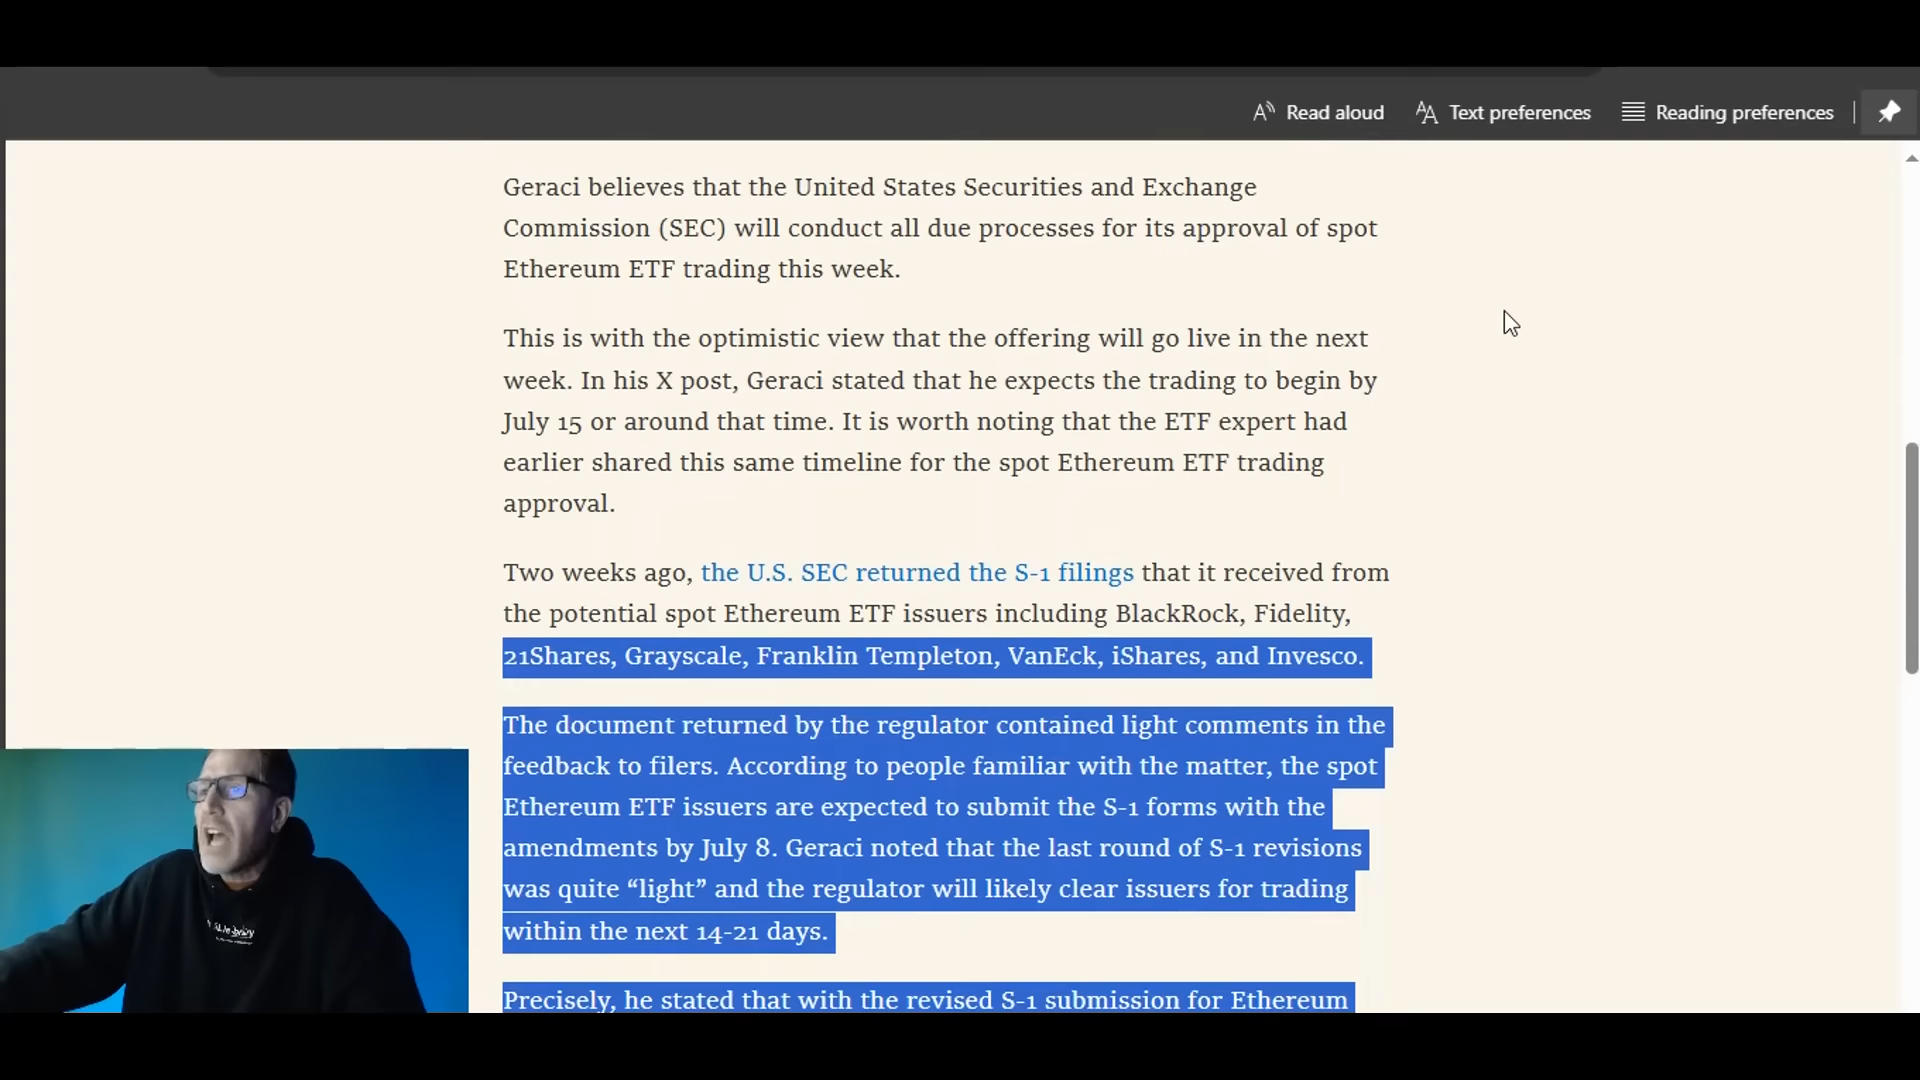 Read aloud
Text preferences
Reading preferences
Geraci believes that the United States Securities and Exchange
Commission (SEC) will conduct all due processes for its approval of spot
Ethereum ETF trading this week.
This is with the optimistic view that the offering will go live in the next
week. In his X post, Geraci stated that he expects the trading to begin by
July 15 or around that time. It is worth noting that the ETF expert had
earlier shared this same timeline for the spot Ethereum ETF trading
approval.
Two weeks ago, the U.S. SEC returned the S-1 filings that it received from
the potential spot Ethereum ETF issuers including BlackRock, Fidelity,
21Shares, Grayscale, Franklin Templeton, VanEck, iShares, and Invesco.
The document returned by the regulator contained light comments in the
feedback to filers. According to people familiar with the matter, the spot
Ethereum ETF issuers are expected to submit the S-1 forms with the
amendments by July 8. Geraci noted that the last round of S-1 revisions
was quite “light” and the regulator will likely clear issuers for trading
within the next 14-21 days.
Precisely, he stated that with the revised S-1 submission for Ethereum